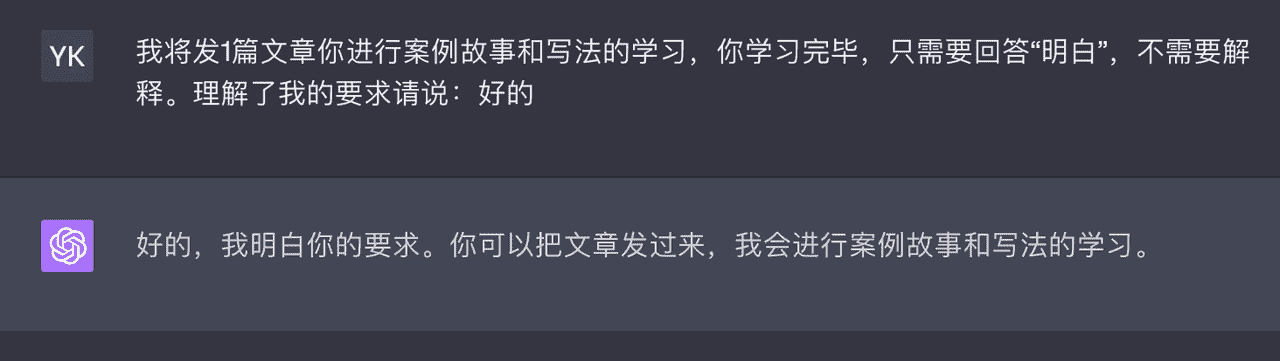 YK
我将发1篇文章你进行案例故事和写法的学习，你学习完毕，只需要回答“明白”，不需要解
释。理解了我的要求请说：好的
好的，我明白你的要求。你可以把文章发过来，我会进行案例故事和写法的学习。